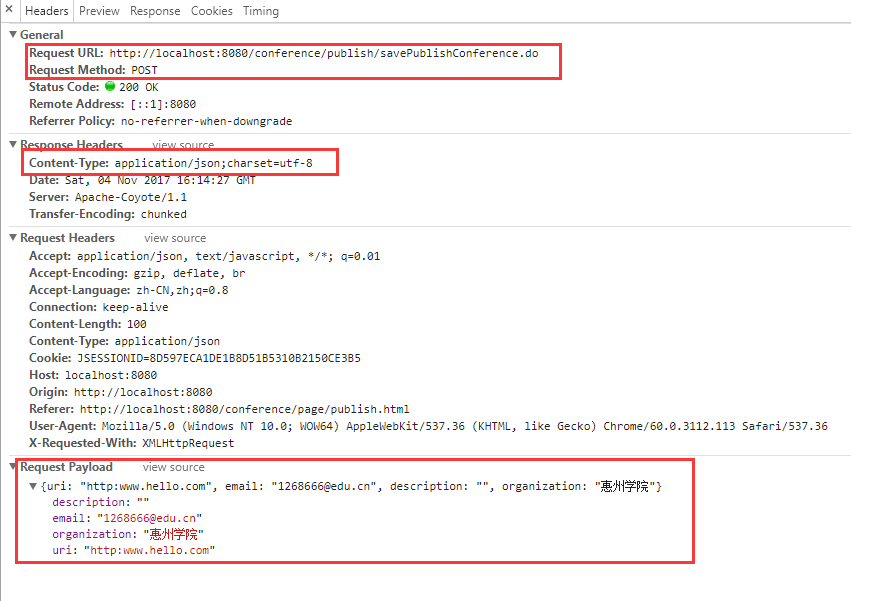 × Headers Preview Response Cookies Timing
▼ General
Request URL: http://localhost:8080/conference/publish/savePublishConference.do
Request Method: POST
Status Code: 200 OK
Remote Address: [::1]:8080
Referrer Policy: no-referrer-when-downgrade
▼ Response Headers view source
Content-Type: application/json;charset=utf-8
Date: Sat, 04 Nov 2017 16:14:27 GMT
Server: Apache-Coyote/1.1
Transfer-Encoding: chunked
▼ Request Headers view source
Accept: application/json, text/javascript, */*; q=0.01
Accept-Encoding: gzip, deflate, br
Accept-Language: zh-CN,zh;q=0.8
Connection: keep-alive
Content-Length: 100
Content-Type: application/json
Cookie: JSESSIONID=8D597ECA1DE1B8D51B5310B2150CE3B5
Host: localhost:8080
Origin: http://localhost:8080
Referer: http://localhost:8080/conference/page/publish.html
User-Agent: Mozilla/5.0 (Windows NT 10.0; WOW64) AppleWebKit/537.36 (KHTML, like Gecko) Chrome/60.0.3112.113 Safari/537.36
X-Requested-With: XMLHttpRequest
▼ Request Payload view source
▼ {uri: "http:www.hello.com", email: "1268666@edu.cn", description: "", organization: "惠州学院"}
description: ""
email: "1268666@edu.cn"
organization: "惠州学院"
uri: "http:www.hello.com"